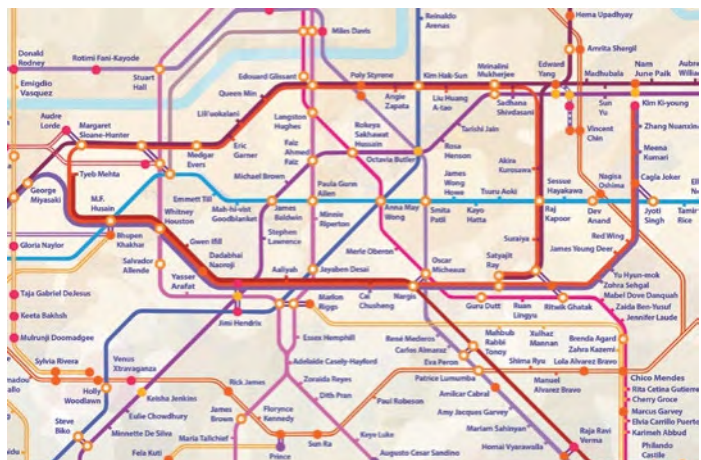 Reinaldo
Arenas
Hema Upadhyay
Miles Davis
Donald
Rodney
Rotimi Fani-Kayode
Amrita Shergil
Edward
Yang
Meirinalini
Mukherjee
Stuart
Hall
Edouard Glissant
Poly Styrene
Kim Hak-Sun
Madhubala
Nam
June Paik
Emigdio
Vasquez
Queen Min
Angie
Zapata
Liu Huang
A-tao
Sadhana
Shivdasani
Sun
Yu
Kim Ki-young
Audre
Lorde
Margaret
Sloane-Hunter
Lili'uokalani
Langston
Hughes
Rokeya
Sakhawat
Hussain
Tarishi Jain
Vincent
Chin
Zhang Nuanxin
Eric
Garner
Medgar
Evers
Faiz
Ahmed
Faiz
Octavia Butler
Rosa
Henson
Meena
Kumari
Akira
Kurosawa
Tyeb Mehta
Michael Brown
James
Wong
Howe
Sessue
Hayakawa
Nagisa
Oshima
Cagla Joker
George
Miyasaki
Emmett Till
Paula Gunn
Allen
Tsuru Aoki
M.F.
Husain
Whitney
Houston
Mah-hi-vist
Goodblanket
James
Baldwin
Anna May
Wong
Smita
Patil
Kayo
Hatta
Raj
Kapoor
Dev
Anand
Jyoti
Singh
Tamir
Rice
Minnie
Riperton
Gloria Naylor
Bhupen
Khakhar
Gwen Ifill
Stephen
Lawrence
Suraiya
Red Wing
James Young Deer
Salvador
Allende
Dadabhai
Naoroji
Merle Oberon
Satyajit
Ray
Yasser
Arafat
Aaliyah
Jayaben Desai
Oscar
Micheaux
Yu Hyun-mok
Zohra Sehgal
Mabel Dove Danquah
Zaida Ben-Yusuf
Jennifer Laude
Taja Gabriel DeJesus
Marlon
Riggs
Cai
Chusheng
Nargis
Guru Dutt
Ruan
Lingyu
Ritwik Ghatak
Keeta Bakhsh
Jimi Hendrix
Mulrunji Doomadgee
Essex Hemphill
René Mederos
Carlos Almaraz
Mahbub
Rabbi
Tonoy
Xulhaz
Mannan
Brenda Agard
Zahra Kazemi
Sylvia Rivera
Venus
Xtravaganza
Adelaide Casely-Hayford
Eva Peron
Shima Ryu
Lola Alvarez Bravo
Rick James
Zoraida Reyes
Patrice Lumumba
Manuel
Alvarez Bravo
Chico Mendes
Rita Cetina Gutierrez
Cherry Groce
Marcus Garvey
Elvia Carrillo Puerto
Karimeh Abbud
Philando
Castile
Holly
Woodlawn
Keisha Jenkins
Dith Pran
Paul Robeson
Amilcar Cabral
Eulie Chowdhury
James
Brown
Florynce
Kennedy
Amy Jacques Garvey
Steve
Biko
Minnette De Silva
Maria Tallchief
Sun Ra
Keye Luke
Mariam Sahinyan
Raja Ravi
Verma
Fela Kuti
Prince
Augusto Cesar Sandino
Homai Vyarawalla